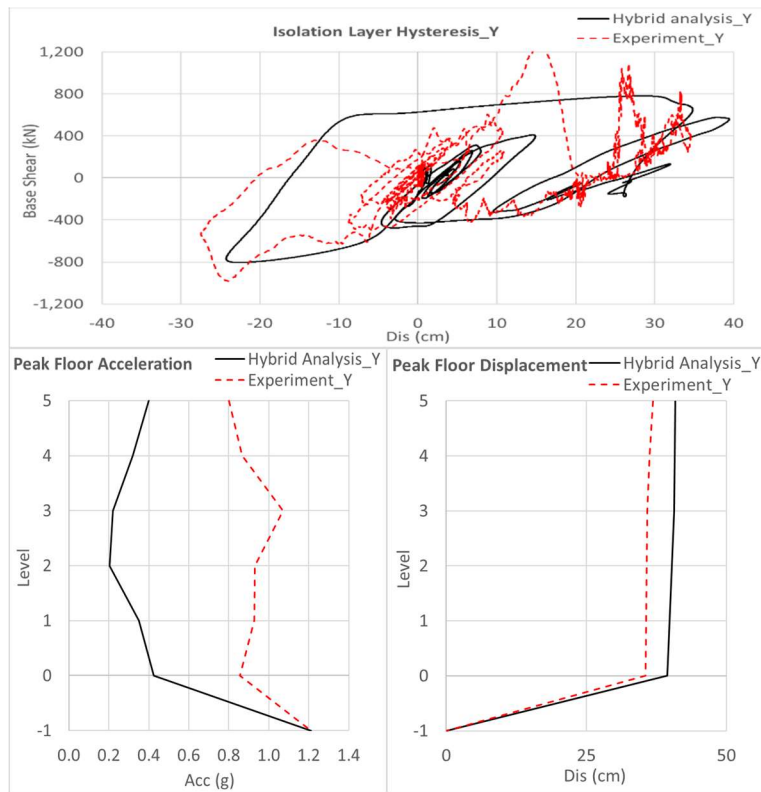 Isolation Layer Hysteresis_Y
Hybrid analysis_Y
Experiment_Y
Base Shear (kN)
1,200
800
400
0
-400
-800
-1,200
-40 -30 -20 -10 0 10 20 30 40
Dis (cm)
Peak Floor Acceleration
Hybrid Analysis_Y
Experiment_Y
Level
5
4
3
2
1
0
-1
0.0 0.2 0.4 0.6 0.8 1.0 1.2 1.4
Acc (g)
Peak Floor Displacement
Hybrid Analysis_Y
Experiment_Y
Level
5
4
3
2
1
0
-1
0 25 50
Dis (cm)